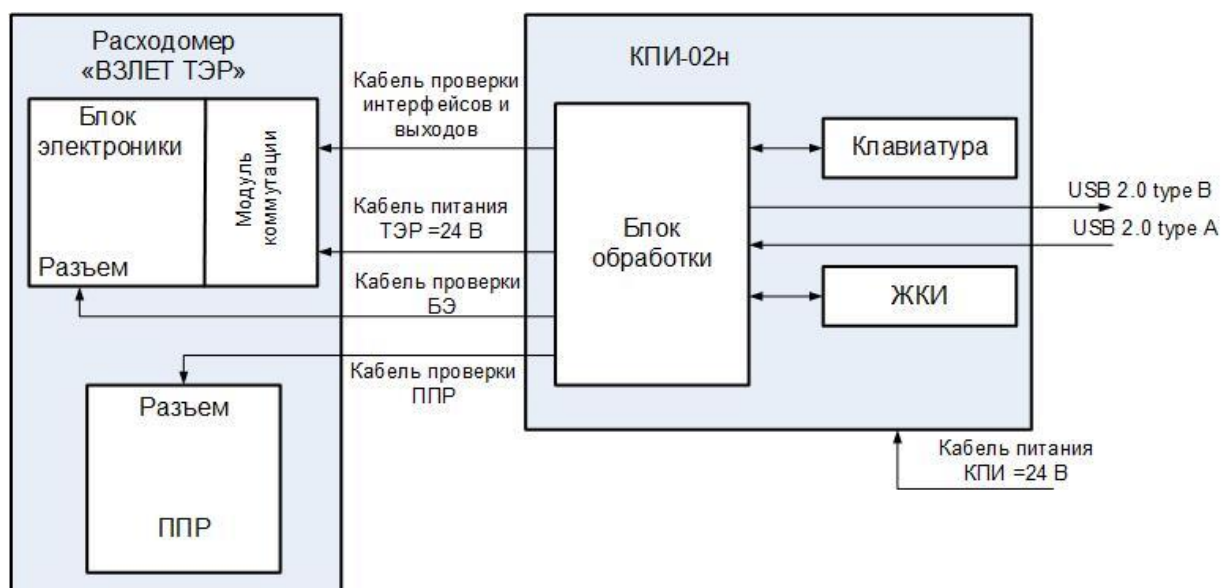 Расходомер
«ВЗЛЕТ ТЭР»
Блок
электроники
Модуль
коммутации
Разъем
Разъем
ППР
Кабель проверки
интерфейсов и
выходов
Кабель питания
ТЭР =24 В
Кабель проверки
БЭ
Кабель проверки
ППР
КПИ-02н
Блок
обработки
Клавиатура
ЖКИ
USB 2.0 type B
USB 2.0 type A
Кабель питания
КПИ =24 В